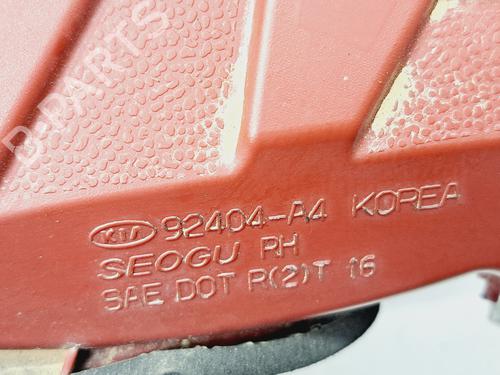 B-PARTS
KIA 92404-A4 KOREA
SEOGU RH
SAE DOT R(2)T 16